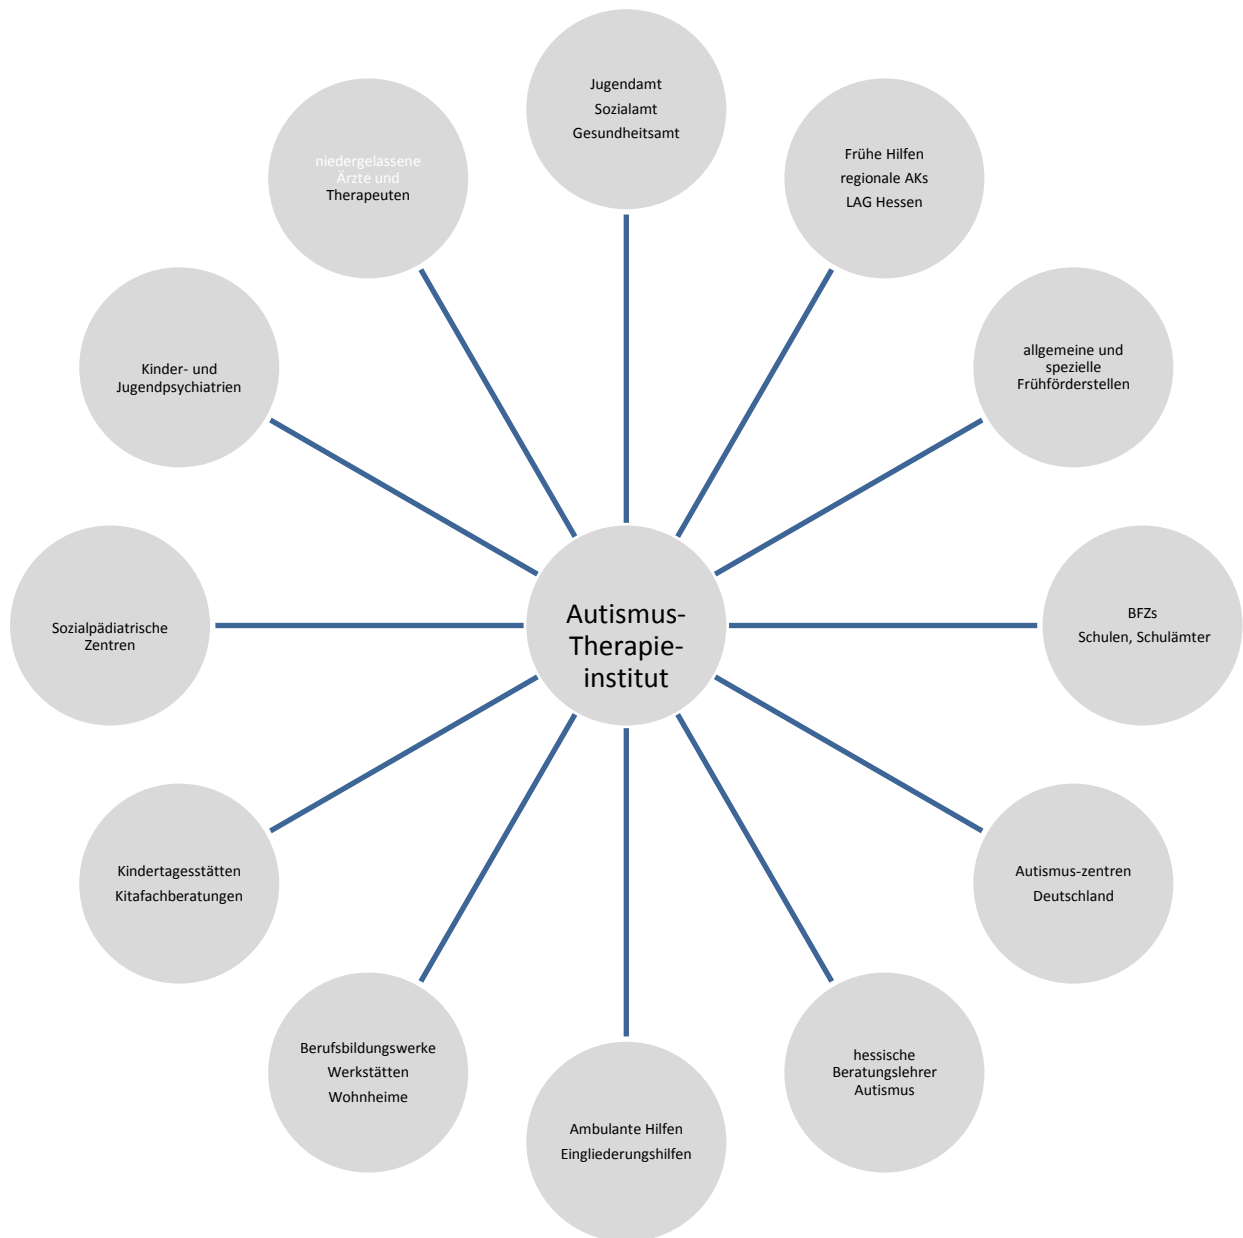 Jugendamt
Sozialamt
Gesundheitsamt
Frühe Hilfen
regionale AKs
LAG Hessen
allgemeine und
spezielle
Frühförderstellen
BFZs
Schulen, Schulämter
Autismus-zentren
Deutschland
hessische
Beratungslehrer
Autismus
Ambulante Hilfen
Eingliederungshilfen
Berufsbildungswerke
Werkstätten
Wohnheime
Kindertagesstätten
Kitafachberatungen
Sozialpädiatrische
Zentren
Kinder- und
Jugendpsychiatrien
niedergelassene
Ärzte und
Therapeuten
Autismus-
Therapie-
institut